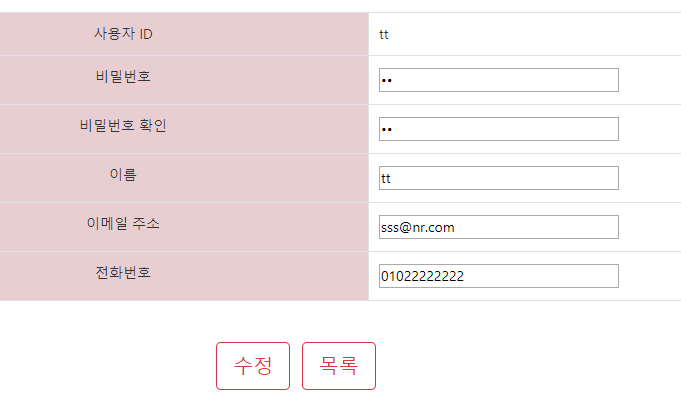 사용자 ID tt
비밀번호 ••
비밀번호 확인 ••
이름 tt
이메일 주소 sss@nr.com
전화번호 01022222222
수정 목록